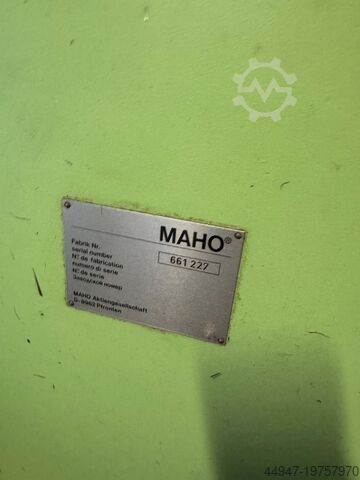 MAHO®
Fabrik Nr.
serial number
N° de fabrication
numero di serie
N° de serie
Заводской номер
661 227
MAHO Aktiengesellschaft
D-8962 Pfronten
44947-19757970